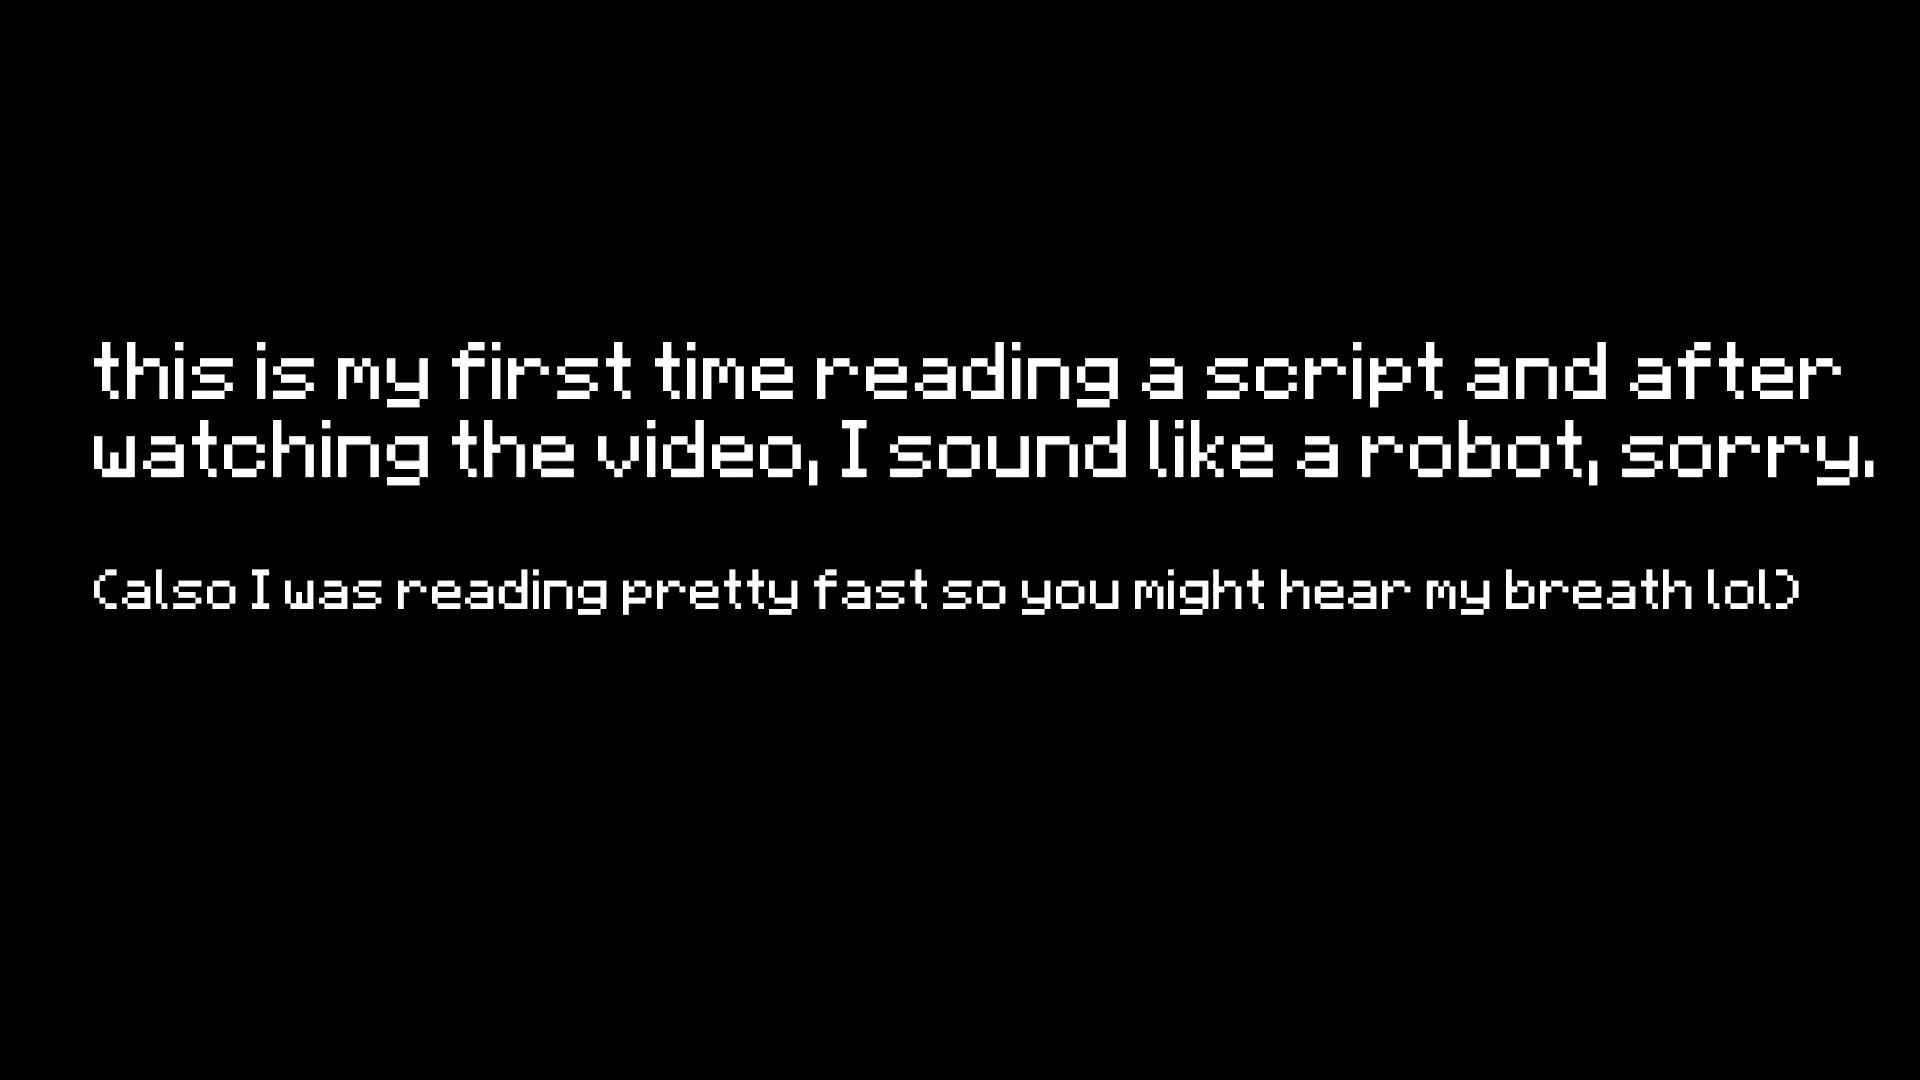 this is my first time reading a script and after
watching the video, I sound like a robot, sorry.
(also I was reading pretty fast so you might hear my breath lol)